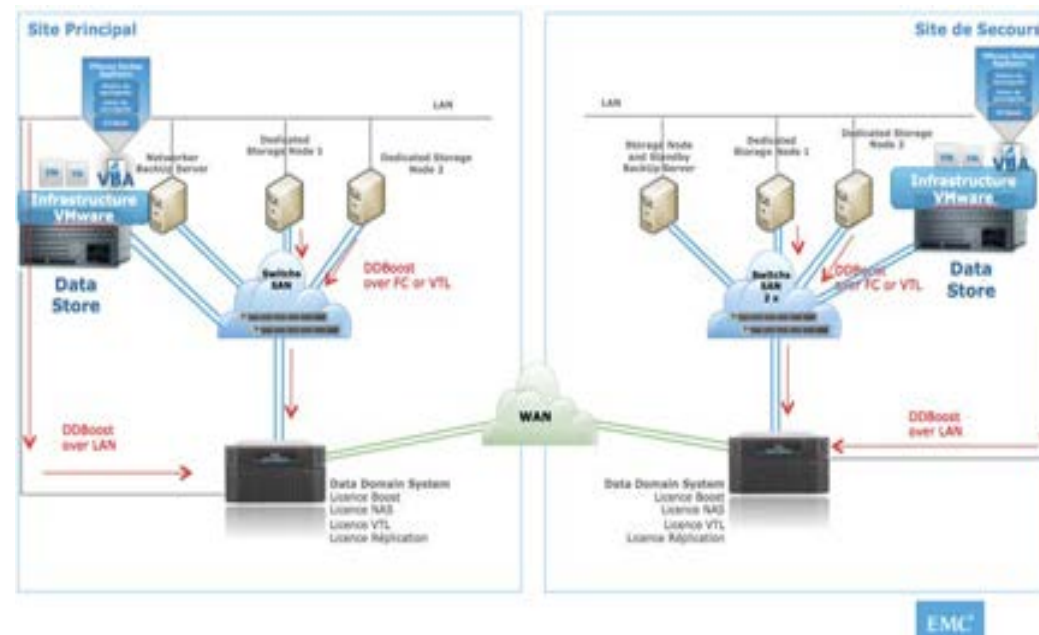 Site Principal
LAN
Networker
BackUp Server
Dedicated
Storage Node 1
Dedicated Storage
Node 2
VBA
Infrastructure
VMware
Data
Store
Switchs
SAN
DDBoost
over FC or VTL
DDBoost
over LAN
Data Domain System
Licence Boost
Licence NAS
Licence VTL
Licence Réplication
WAN
Site de Secours
LAN
Storage Node
and Standby
BackUp Server
Dedicated
Storage Node 1
Dedicated Storage
Node 2
VBA
Infrastructure
VMware
Data
Store
Switchs
SAN
2 x
DDBoost
over FC or VTL
DDBoost
over LAN
Data Domain System
Licence Boost
Licence NAS
Licence VTL
Licence Réplication
EMC²